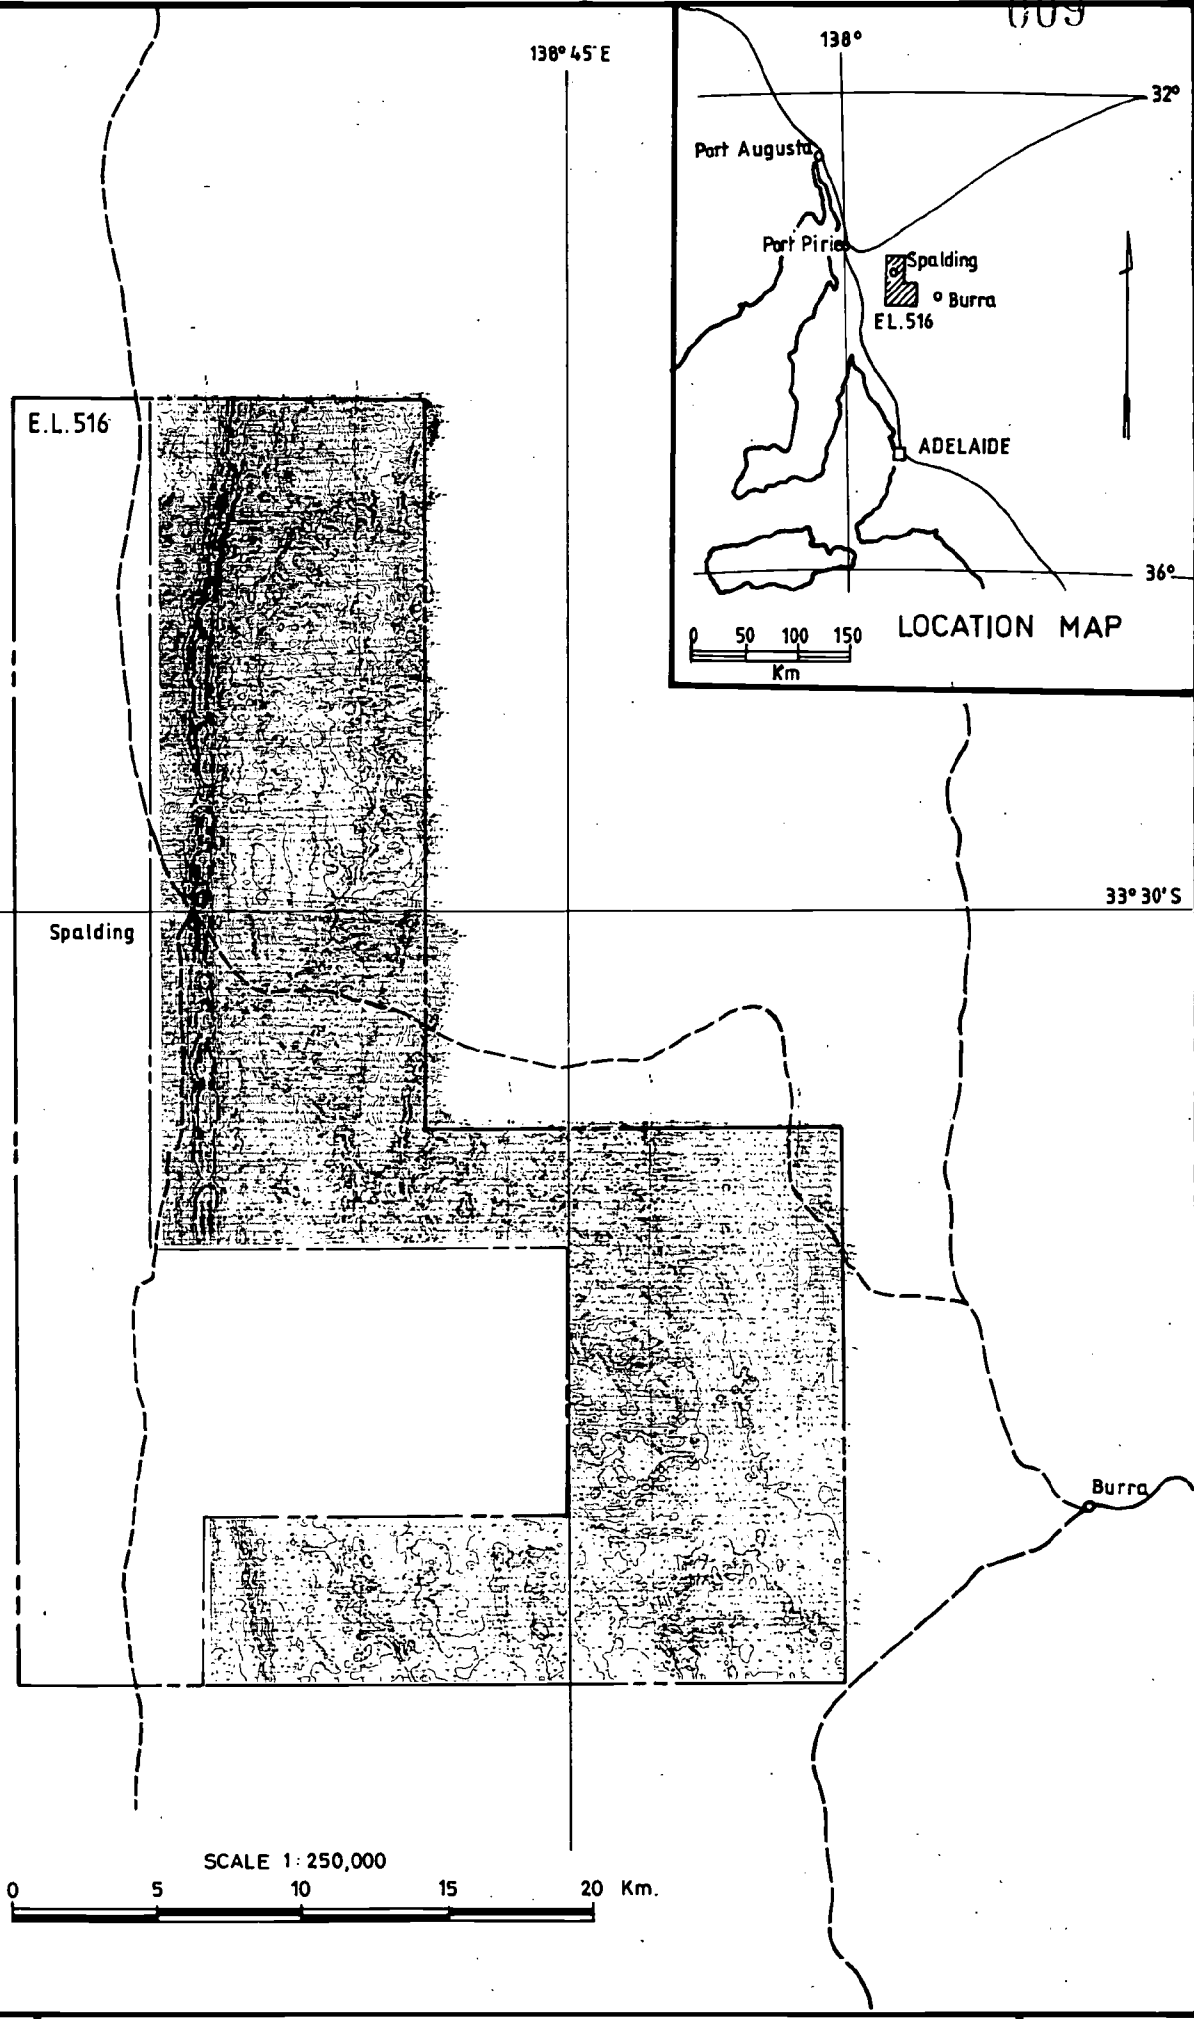 009
138° 45' E
138°
32°
Port Augusta
Port Pirie
Spalding
Burra
E.L.516
ADELAIDE
36°
LOCATION MAP
0 50 100 150
Km
E.L.516
33° 30' S
Spalding
Burra
SCALE 1:250,000
0 5 10 15 20 Km.